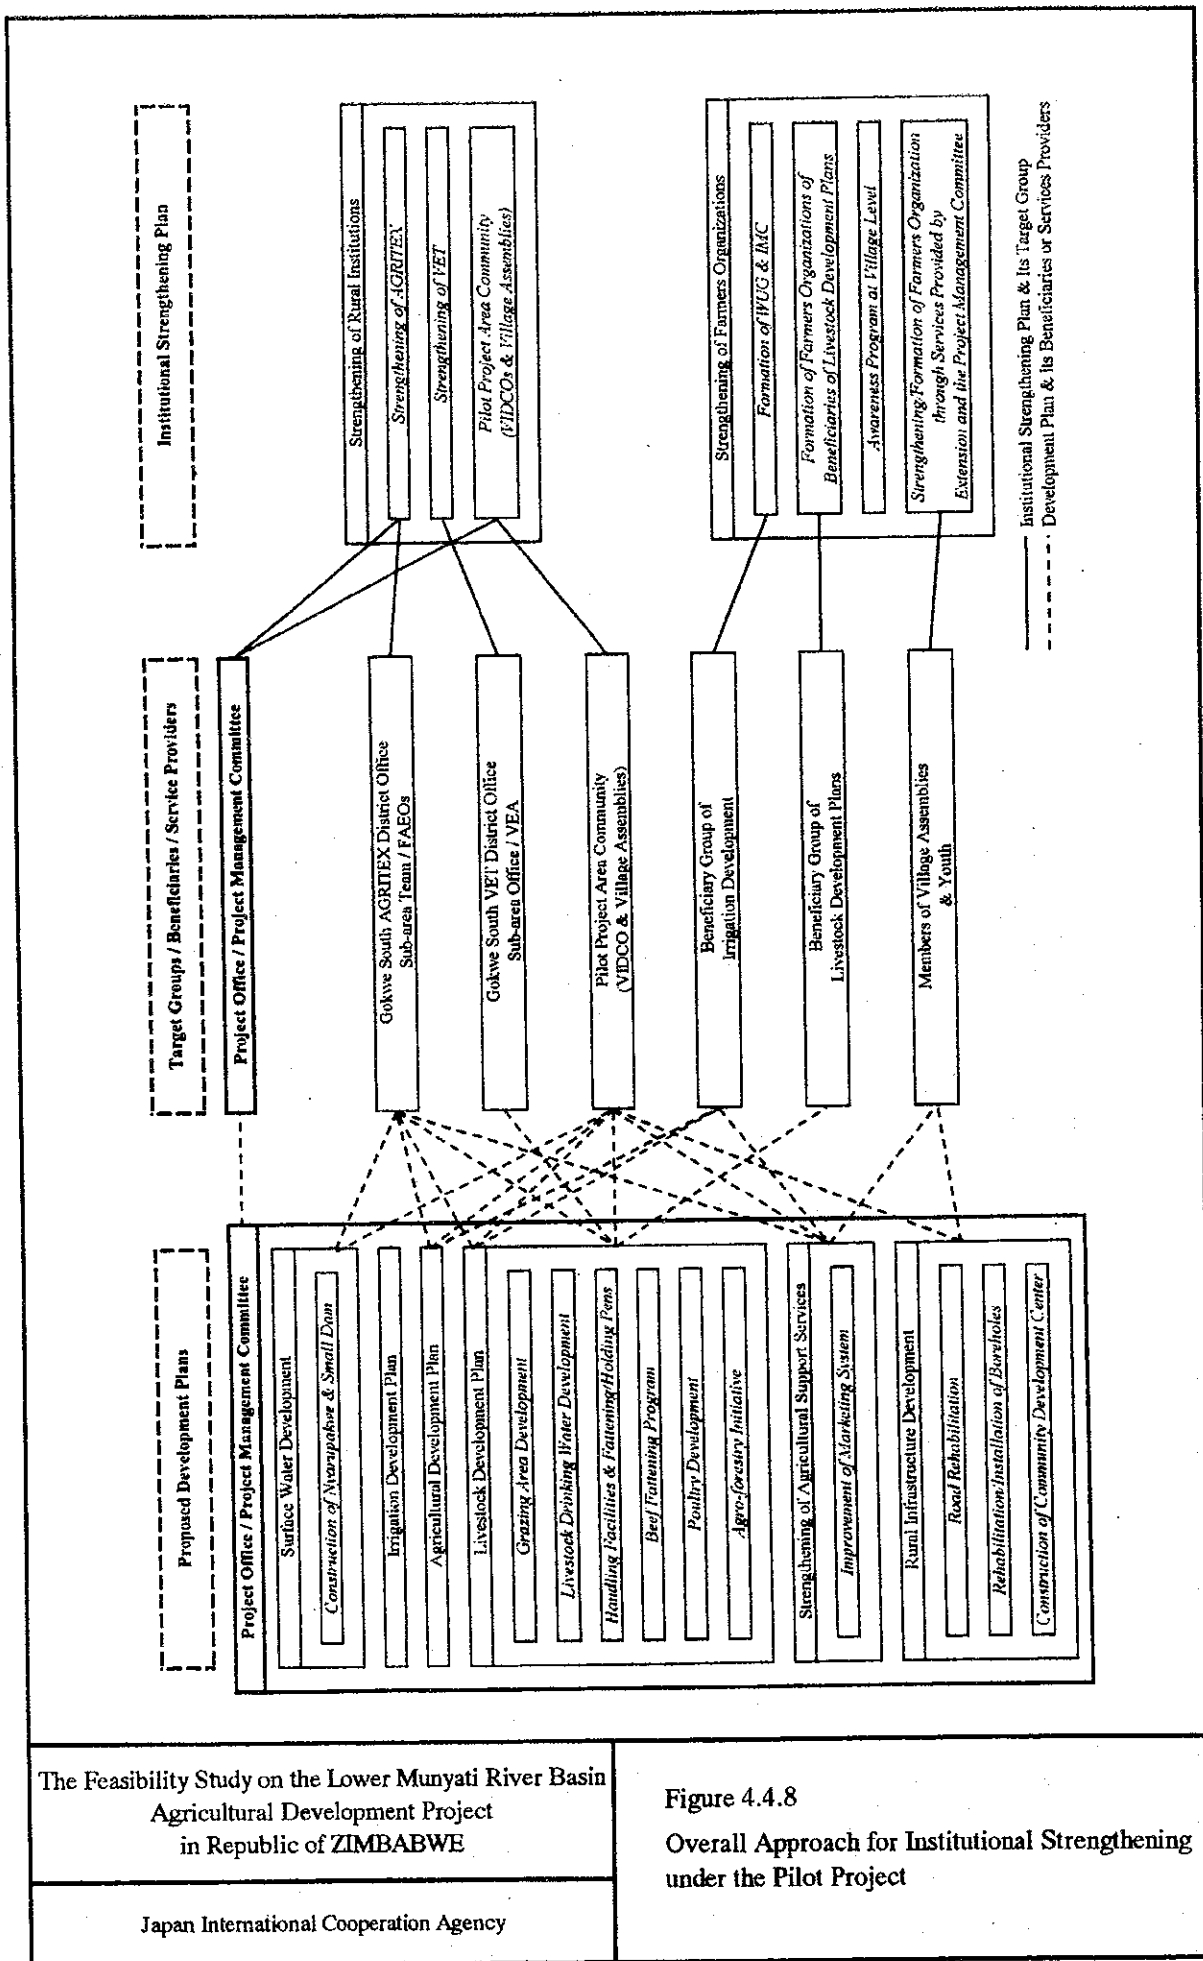 Proposed Development Plans
Project Office / Project Management Committee
Surface Water Development
Construction of Nyarupakwe & Small Dam
Irrigation Development Plan
Agricultural Development Plan
Livestock Development Plan
Grazing Area Development
Livestock Drinking Water Development
Handling Facilities & Fattening/Holding Pens
Beef Fattening Program
Poultry Development
Agro-forestry Initiative
Strengthening of Agricultural Support Services
Improvement of Marketing System
Rural Infrastructure Development
Road Rehabilitation
Rehabilitation/Installation of Boreholes
Construction of Community Development Center
Target Groups / Beneficiaries / Service Providers
Project Office / Project Management Committee
Gokwe South AGRITEX District Office
Sub-area Team / FAEOs
Gokwe South VET District Office
Sub-area Office / VEA
Pilot Project Area Community
(VIDCO & Village Assemblies)
Beneficiary Group of
Irrigation Development
Beneficiary Group of
Livestock Development Plans
Members of Village Assemblies
& Youth
Institutional Strengthening Plan
Strengthening of Rural Institutions
Strengthening of AGRITEX
Strengthening of VET
Pilot Project Area Community
(VIDCOs & Village Assemblies)
Strengthening of Farmers Organizations
Formation of WUG & IMC
Formation of Farmers Organizations of
Beneficiaries of Livestock Development Plans
Awareness Program at Village Level
Strengthening/Formation of Farmers Organization
through Services Provided by
Extension and the Project Management Committee
Institutional Strengthening Plan & Its Target Group
Development Plan & Its Beneficiaries or Services Providers
The Feasibility Study on the Lower Munyati River Basin
Agricultural Development Project
in Republic of ZIMBABWE
Japan International Cooperation Agency
Figure 4.4.8
Overall Approach for Institutional Strengthening
under the Pilot Project